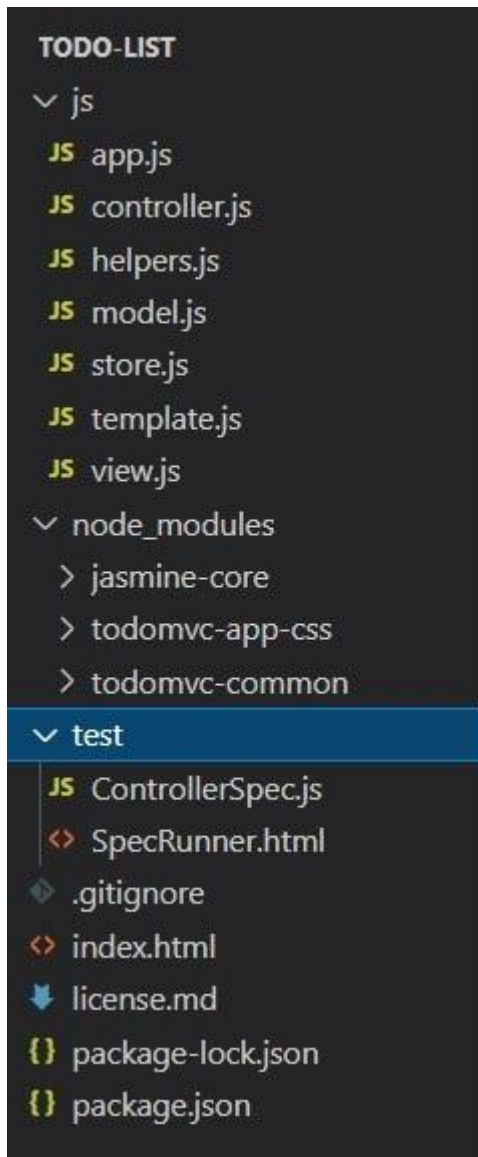 TODO-LIST
js
JS app.js
JS controller.js
JS helpers.js
JS model.js
JS store.js
JS template.js
JS view.js
node_modules
jasmine-core
todomvc-app-css
todomvc-common
test
JS ControllerSpec.js
<> SpecRunner.html
.gitignore
<> index.html
license.md
{} package-lock.json
{} package.json